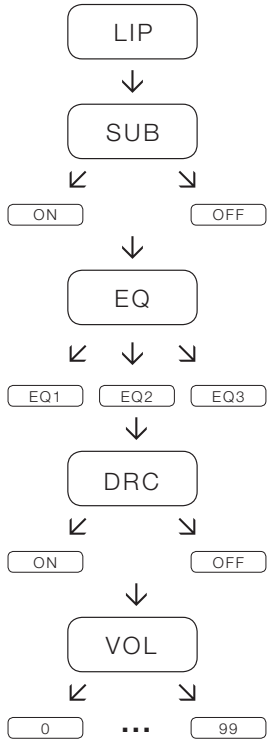 LIP
SUB
ON OFF
EQ
EQ1 EQ2 EQ3
DRC
ON OFF
VOL
0 ... 99